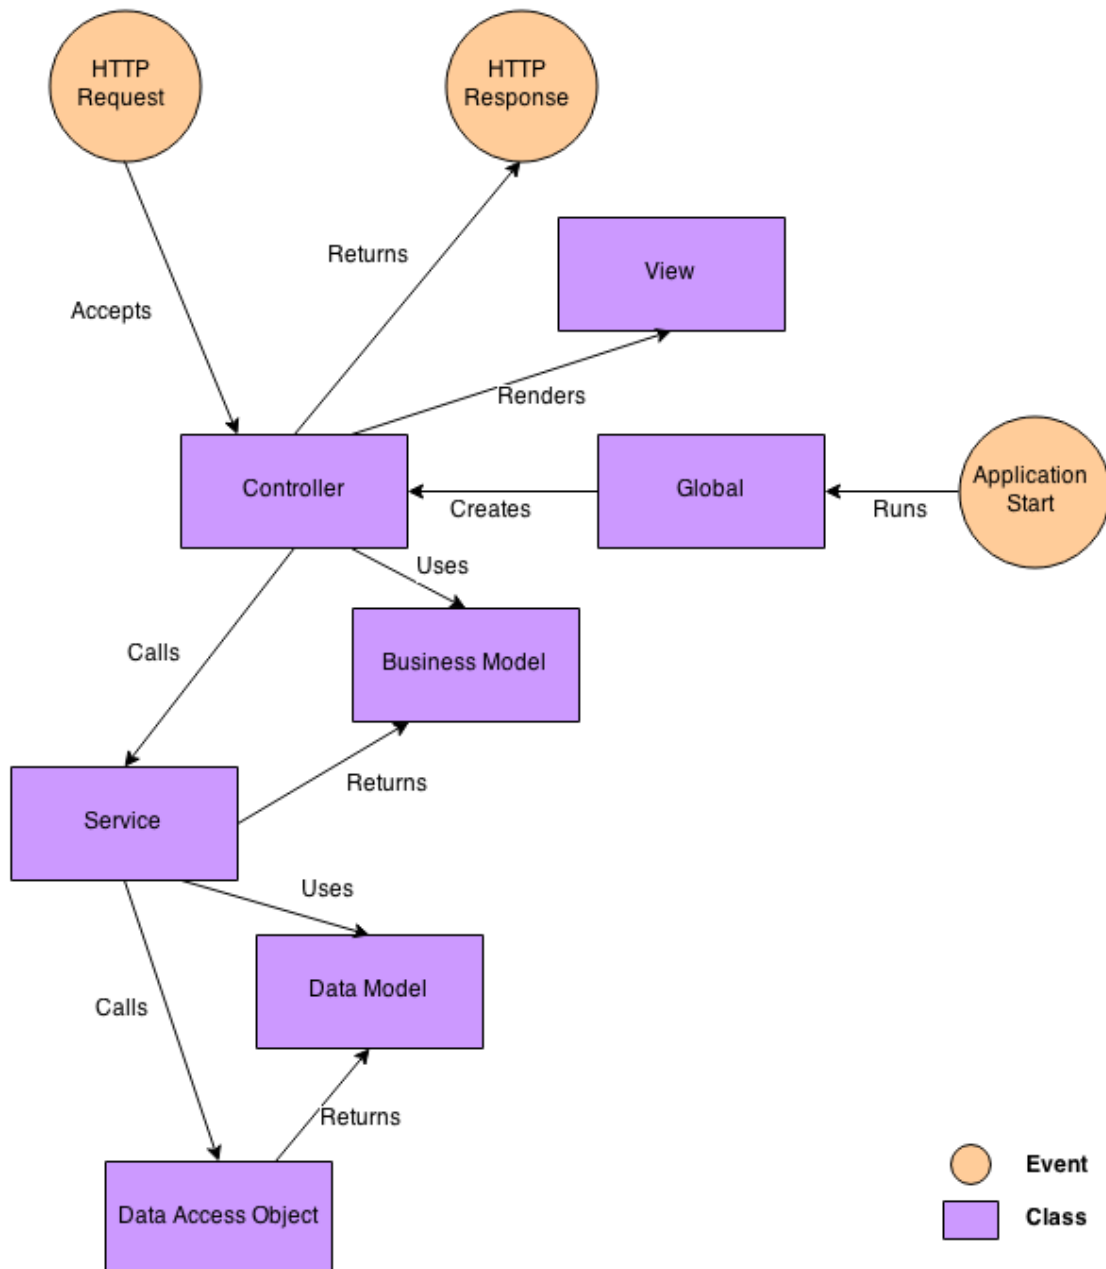 HTTP
Request
HTTP
Response
Returns
View
Accepts
Renders
Controller
Creates
Global
Runs
Application
Start
Uses
Calls
Business Model
Returns
Service
Uses
Data Model
Calls
Returns
Data Access Object
Event
Class